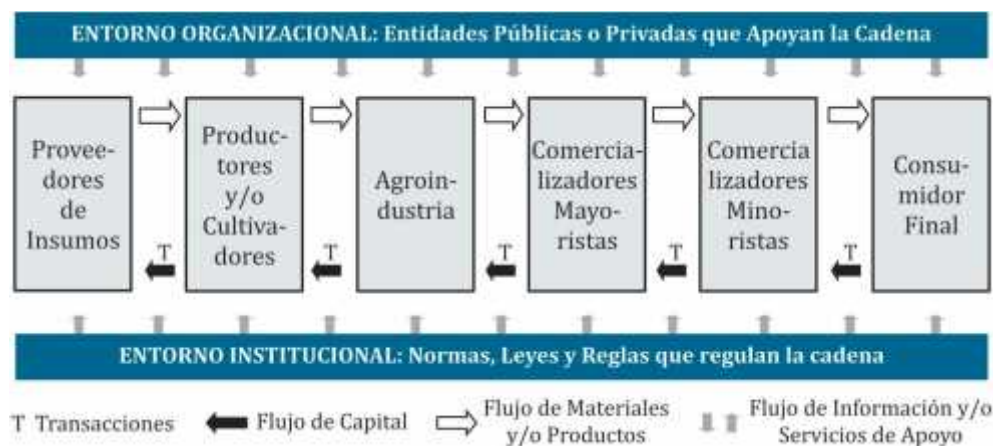 ENTORNO ORGANIZACIONAL: Entidades Públicas o Privadas que Apoyan la Cadena
Provee-
dores
de
Insumos
Produc-
tores
y/o
Cultiva-
dores
Agroin-
dustria
Comercia-
lizadores
Mayo-
ristas
Comercia
lizadores
Mino-
ristas
Consu-
midor
Final
T
T
T
T
T
ENTORNO INSTITUCIONAL: Normas, Leyes y Reglas que regulan la cadena
T Transacciones
Flujo de Capital
Flujo de Materiales
y/o Productos
Flujo de Información y/o
Servicios de Apoyo